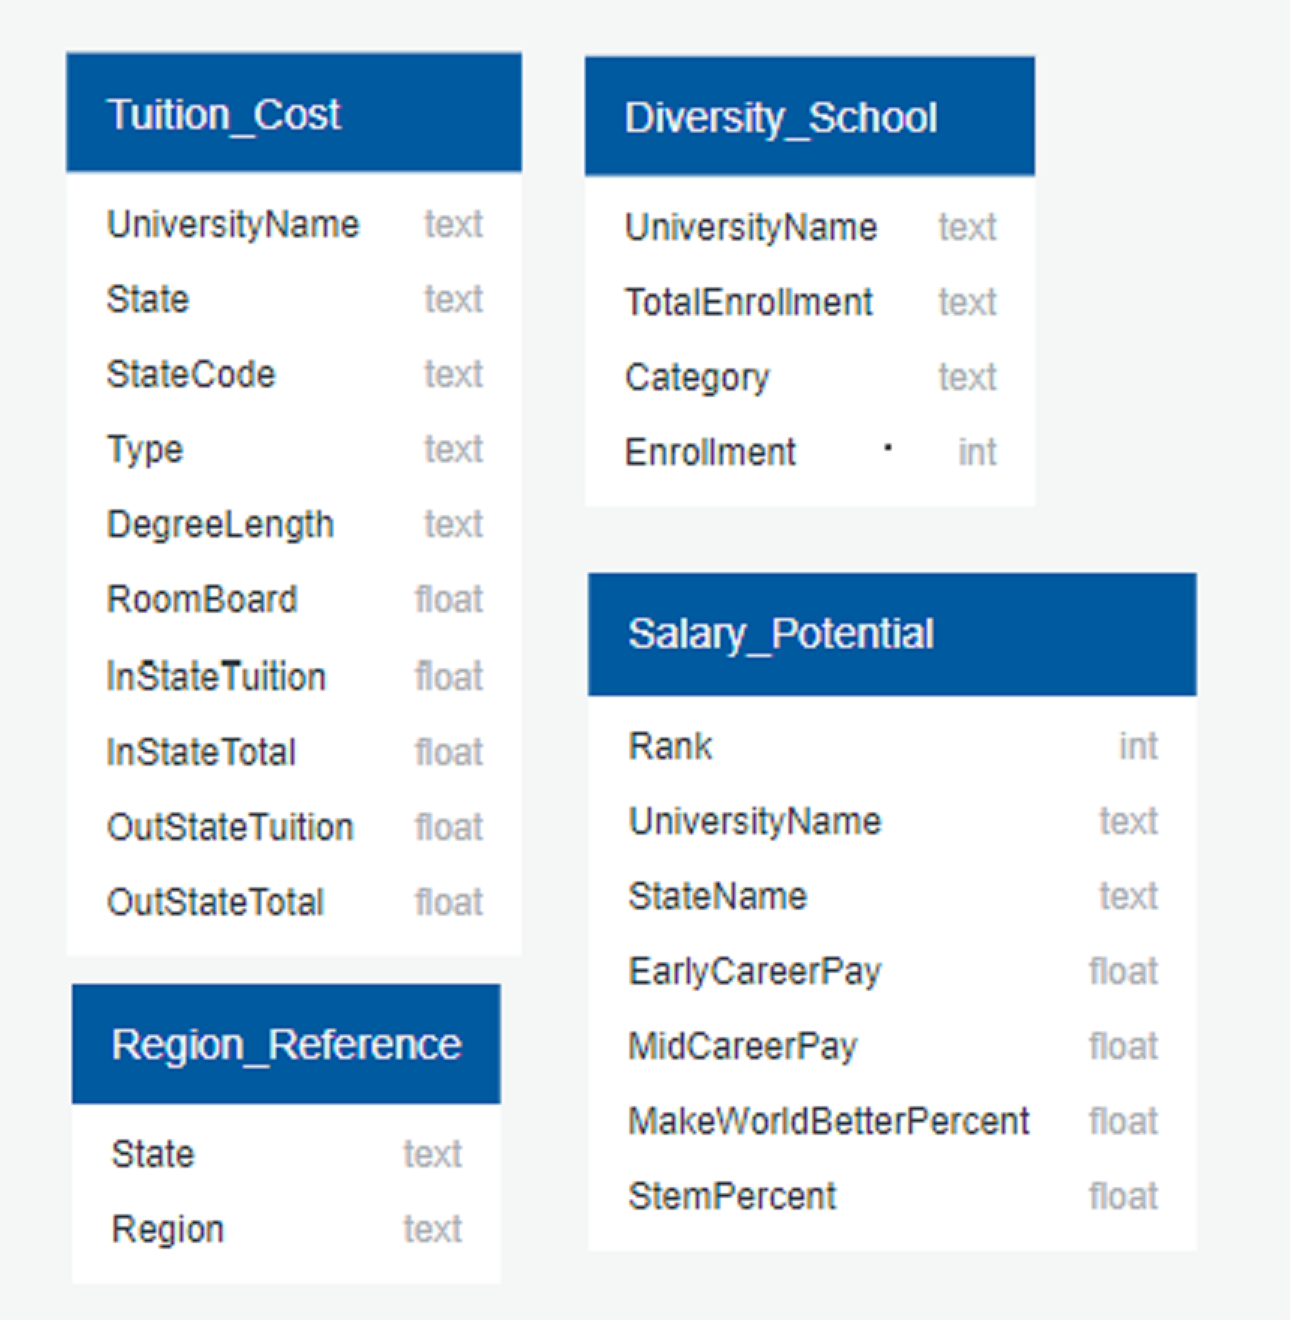 Tuition_Cost
UniversityName text
State text
StateCode text
Type text
DegreeLength text
RoomBoard float
InStateTuition float
InStateTotal float
OutStateTuition float
OutStateTotal float
Diversity_School
UniversityName text
TotalEnrollment text
Category text
Enrollment int
Region_Reference
State text
Region text
Salary_Potential
Rank int
UniversityName text
StateName text
EarlyCareerPay float
MidCareerPay float
MakeWorldBetterPercent float
StemPercent float